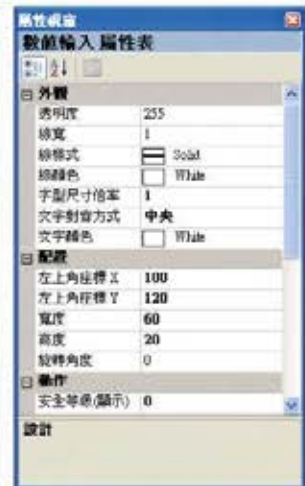 屬性視窗
數值輸入 屬性表
外觀
透明度 255
線寬 1
線樣式 Solid
線顏色 White
字型尺寸倍率 1
文字對齊方式 中央
文字顏色 White
配置
左上角座標 X 100
左上角座標 Y 120
寬度 60
高度 20
旋轉角度 0
動作
安全等級(顯示) 0
設計